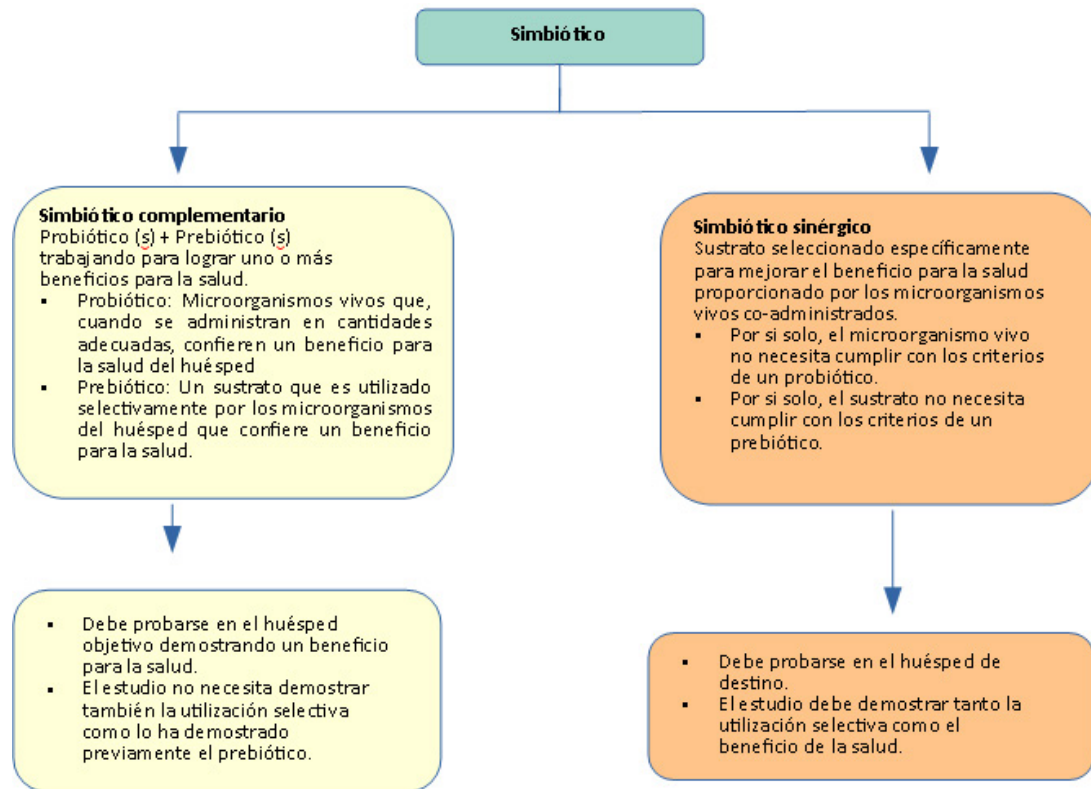 Simbiótico
Simbiótico complementario
Probiótico (s) + Prebiótico (s)
trabajando para lograr uno o más
beneficios para la salud.
▪ Probiótico: Microorganismos vivos que,
cuando se administran en cantidades
adecuadas, confieren un beneficio para
la salud del huésped
▪ Prebiótico: Un sustrato que es utilizado
selectivamente por los microorganismos
del huésped que confiere un beneficio
para la salud.
Simbiótico sinérgico
Sustrato seleccionado específicamente
para mejorar el beneficio para la salud
proporcionado por los microorganismos
vivos co-administrados.
▪ Por si solo, el microorganismo vivo
no necesita cumplir con los criterios
de un probiótico.
▪ Por si solo, el sustrato no necesita
cumplir con los criterios de un
prebiótico.
▪ Debe probarse en el huésped
objetivo demostrando un beneficio
para la salud.
▪ El estudio no necesita demostrar
también la utilización selectiva
como lo ha demostrado
previamente el prebiótico.
▪ Debe probarse en el huésped de
destino.
▪ El estudio debe demostrar tanto la
utilización selectiva como el
beneficio de la salud.